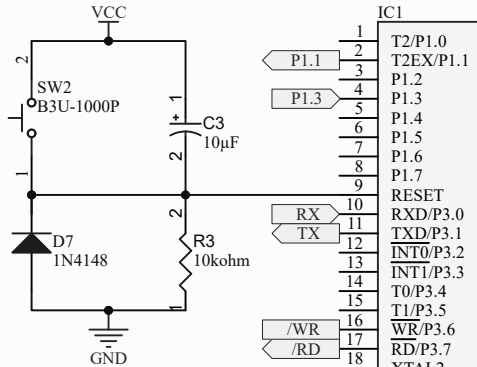 VCC
IC1
2
SW2
B3U-1000P
1
1
+
C3
10µF
2
2
R3
10kohm
1
D7
1N4148
GND
1 T2/P1.0
P1.1 2 T2EX/P1.1
3 P1.2
P1.3 4 P1.3
5 P1.4
6 P1.5
7 P1.6
8 P1.7
9 RESET
RX 10 RXD/P3.0
TX 11 TXD/P3.1
12 INT0/P3.2
13 INT1/P3.3
14 T0/P3.4
15 T1/P3.5
/WR 16 WR/P3.6
/RD 17 RD/P3.7
18 XTAL2